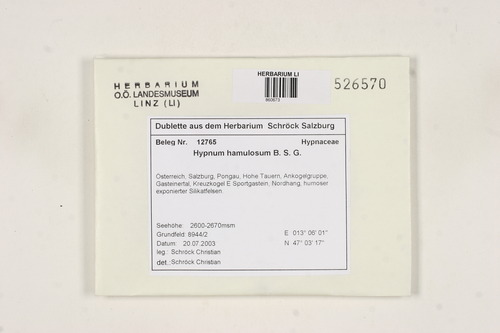 HERBARIUM
O.Ö. LANDESMUSEUM
LINZ (LI)
HERBARIUM LI
660673
526570
Dublette aus dem Herbarium Schröck Salzburg
Beleg Nr. 12765 Hypnaceae
Hypnum hamulosum B. S. G.
Österreich, Salzburg, Pongau, Hohe Tauern, Ankogelgruppe,
Gasteinertal, Kreuzkogel E Sportgastein, Nordhang, humoser
exponierter Silikatfelsen
Seehöhe: 2600-2670msm
Grundfeld: 8944/2 E 013° 06' 01''
Datum: 20.07.2003 N 47° 03' 17''
leg.: Schröck Christian
det.: Schröck Christian